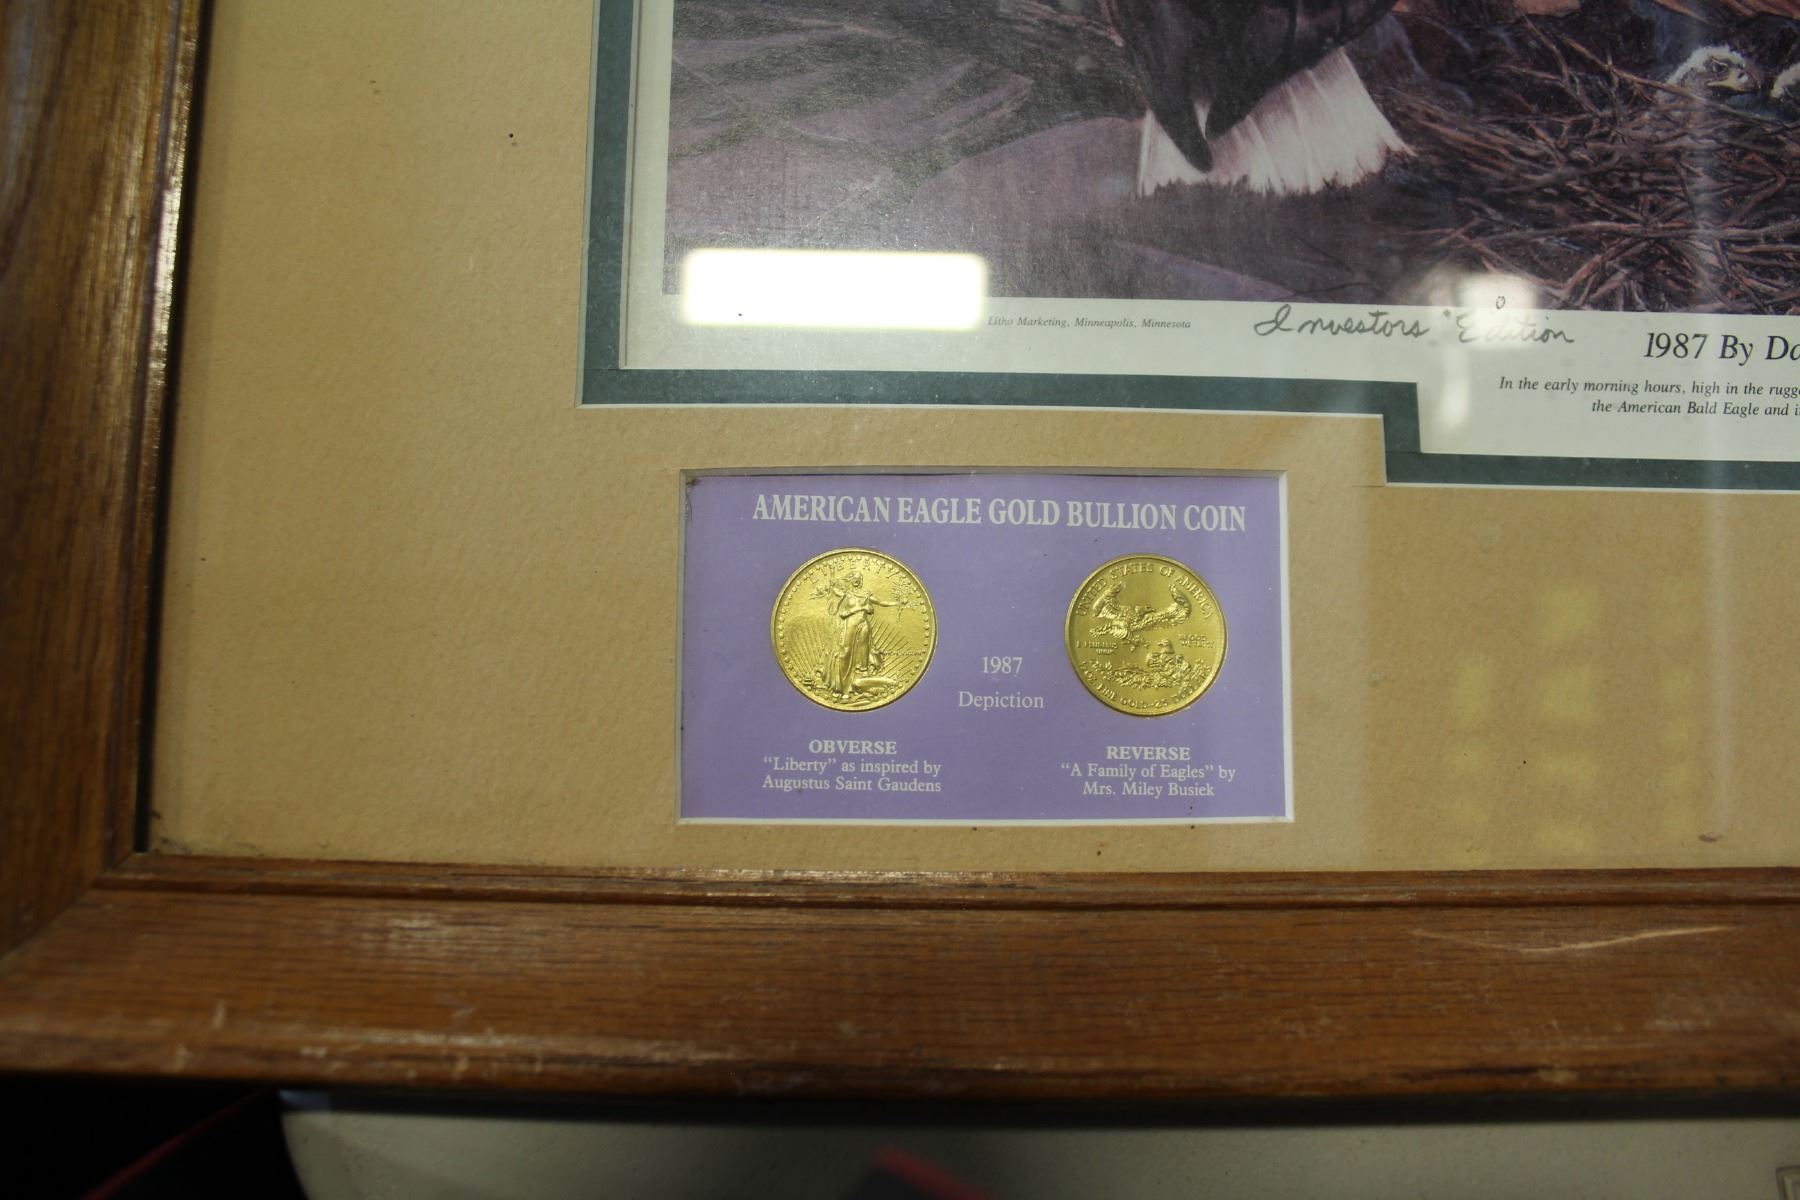 Litho Marketing, Minneapolis, Minnesota
Investors Edition
1987 By Da
In the early morning hours, high in the rugge
the American Bald Eagle and i
AMERICAN EAGLE GOLD BULLION COIN
LIBERTY
UNITED STATES OF AMERICA
1987
Depiction
OBVERSE
"Liberty" as inspired by
Augustus Saint Gaudens
REVERSE
"A Family of Eagles" by
Mrs. Miley Busiek